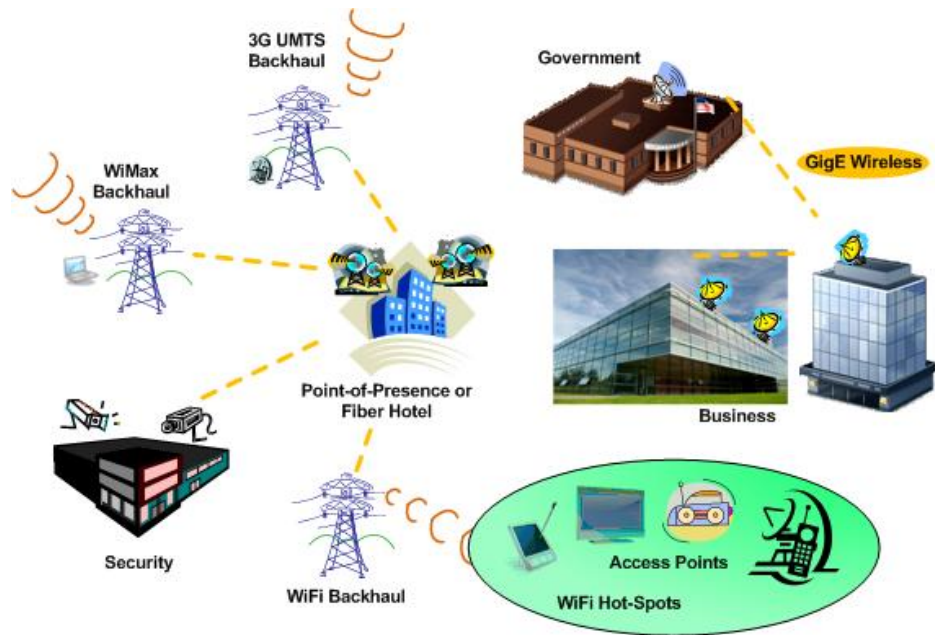 3G UMTS
Backhaul
Government
WiMax
Backhaul
GigE Wireless
Point-of-Presence or
Fiber Hotel
Business
Security
WiFi Backhaul
Access Points
WiFi Hot-Spots